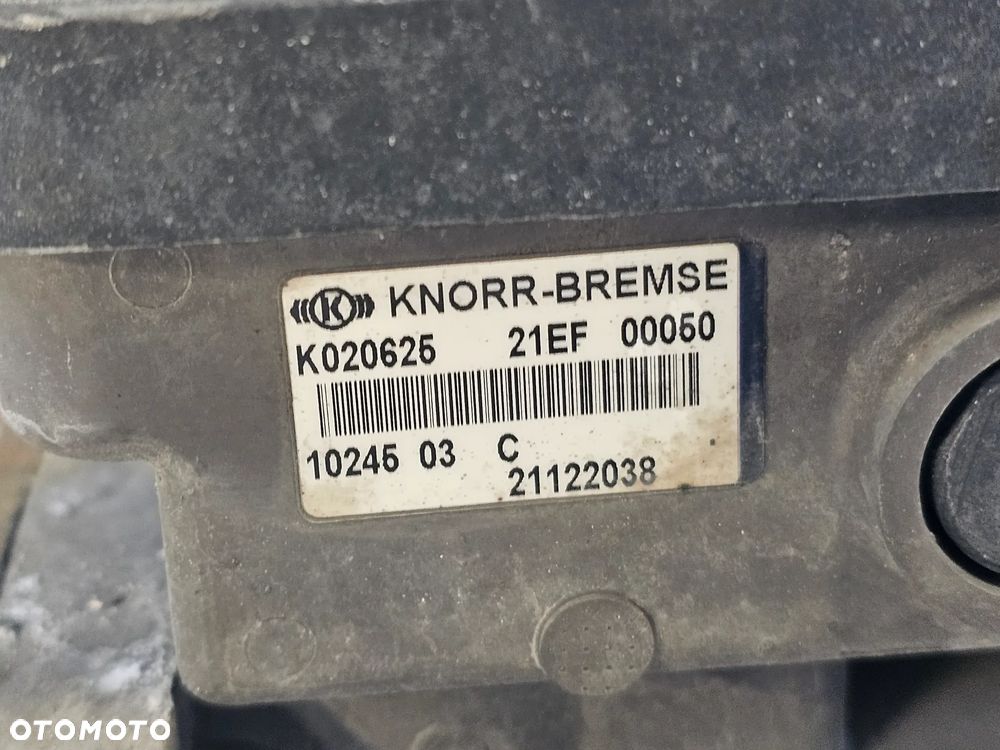 K KNORR-BREMSE
K020625 21EF 00050
10245 03 C
21122038
OTOMOTO